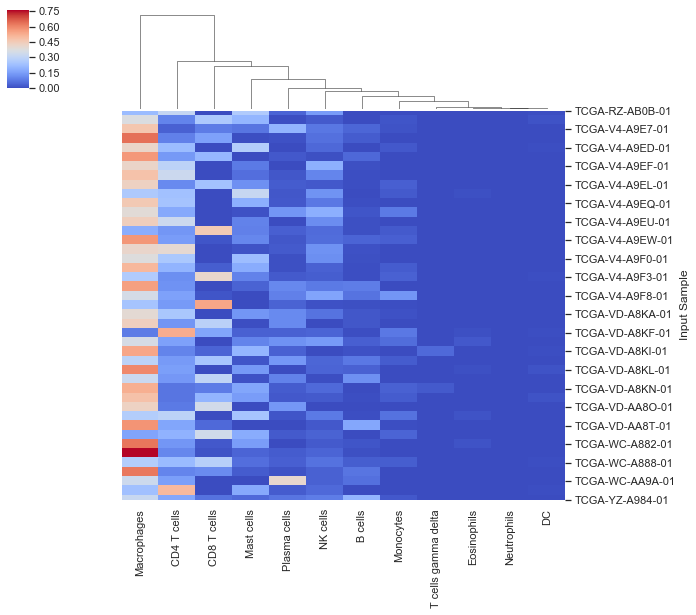 0.75
0.60
0.45
0.30
0.15
0.00
TCGA-RZ-AB0B-01
TCGA-V4-A9E7-01
TCGA-V4-A9ED-01
TCGA-V4-A9EF-01
TCGA-V4-A9EL-01
TCGA-V4-A9EQ-01
TCGA-V4-A9EU-01
TCGA-V4-A9EW-01
TCGA-V4-A9F0-01
TCGA-V4-A9F3-01
TCGA-V4-A9F8-01
TCGA-VD-A8KA-01
TCGA-VD-A8KF-01
TCGA-VD-A8KI-01
TCGA-VD-A8KL-01
TCGA-VD-A8KN-01
TCGA-VD-AA8O-01
TCGA-VD-AA8T-01
TCGA-WC-A882-01
TCGA-WC-A888-01
TCGA-WC-AA9A-01
TCGA-YZ-A984-01
Input Sample
Macrophages
CD4 T cells
CD8 T cells
Mast cells
Plasma cells
NK cells
B cells
Monocytes
T cells gamma delta
Eosinophils
Neutrophils
DC